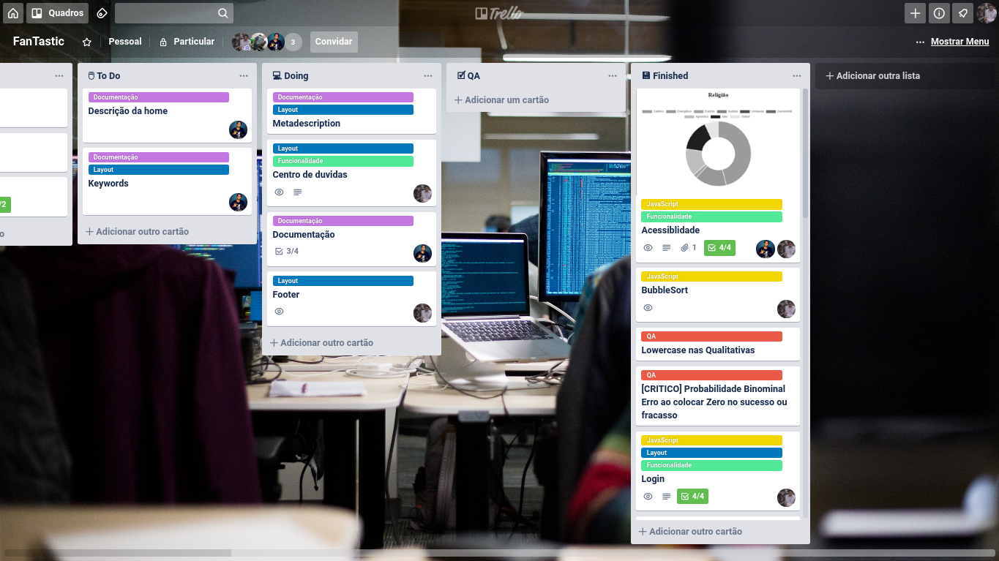 Quadros
Trello
FanTastic
Pessoal
Particular
3
Convidar
Mostrar Menu
/2
o
To Do
Documentação
Descrição da home
Documentação
Layout
Keywords
Adicionar outro cartão
Doing
Documentação
Layout
Metadescription
Layout
Funcionalidade
Centro de duvidas
Documentação
Documentação
3/4
Layout
Footer
Adicionar outro cartão
QA
Adicionar um cartão
Finished
Religião
JavaScript
Funcionalidade
Acessiblidade
1
4/4
JavaScript
BubbleSort
QA
Lowercase nas Qualitativas
QA
[CRITICO] Probabilidade Binominal
Erro ao colocar Zero no sucesso ou
fracasso
JavaScript
Layout
Funcionalidade
Login
4/4
Adicionar outro cartão
Adicionar outra lista